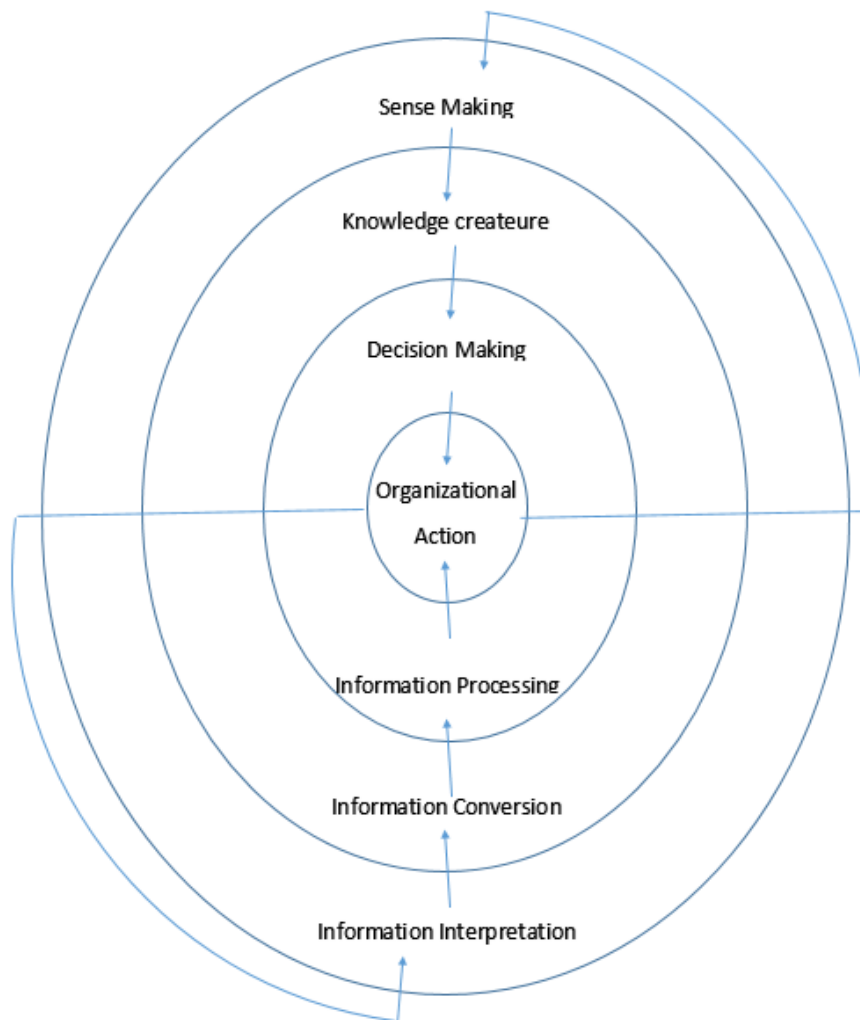 Sense Making
Knowledge createure
Decision Making
Organizational
Action
Information Processing
Information Conversion
Information Interpretation